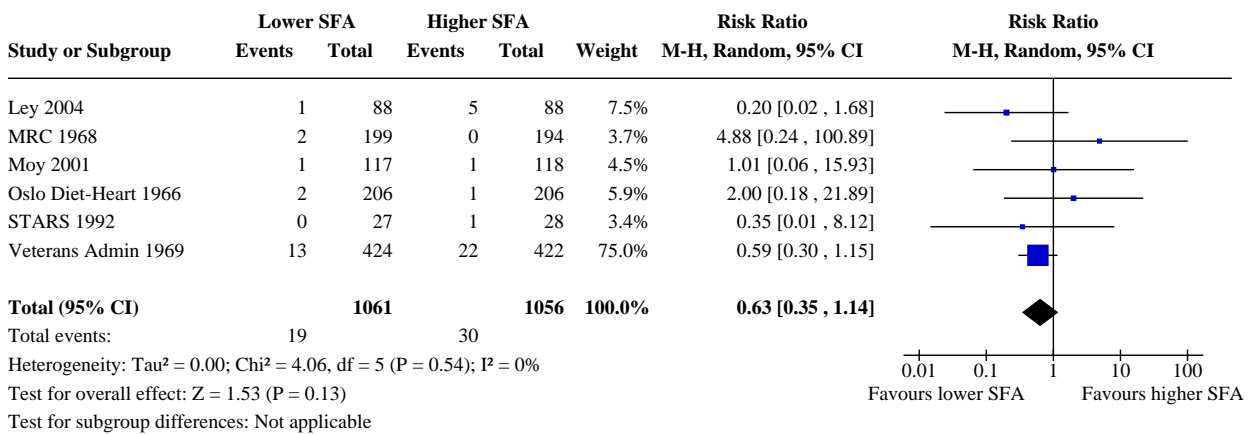 Lower SFA Higher SFA Risk Ratio Risk Ratio
Study or Subgroup Events Total Events Total Weight M-H, Random, 95% CI M-H, Random, 95% CI
Ley 2004 1 88 5 88 7.5% 0.20 [0.02 , 1.68]
MRC 1968 2 199 0 194 3.7% 4.88 [0.24 , 100.89]
Moy 2001 1 117 1 118 4.5% 1.01 [0.06 , 15.93]
Oslo Diet-Heart 1966 2 206 1 206 5.9% 2.00 [0.18 , 21.89]
STARS 1992 0 27 1 28 3.4% 0.35 [0.01 , 8.12]
Veterans Admin 1969 13 424 22 422 75.0% 0.59 [0.30 , 1.15]
Total (95% CI) 1061 1056 100.0% 0.63 [0.35 , 1.14]
Total events: 19 30
Heterogeneity: Tau² = 0.00; Chi² = 4.06, df = 5 (P = 0.54); I² = 0%
Test for overall effect: Z = 1.53 (P = 0.13)
Test for subgroup differences: Not applicable
0.01 0.1 1 10 100
Favours lower SFA Favours higher SFA